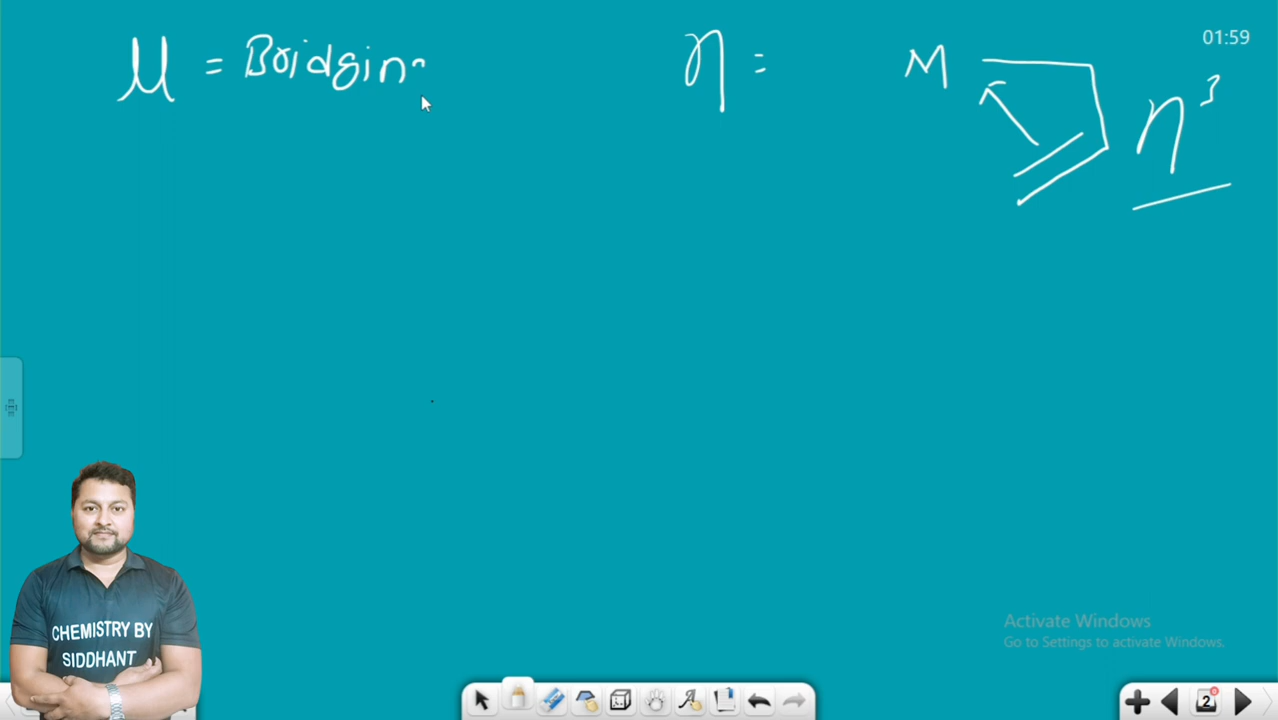 01:59
μ = Bridgin
η =
M
η³
CHEMISTRY BY
SIDDHANT
Activate Windows
Go to Settings to activate Windows.
2